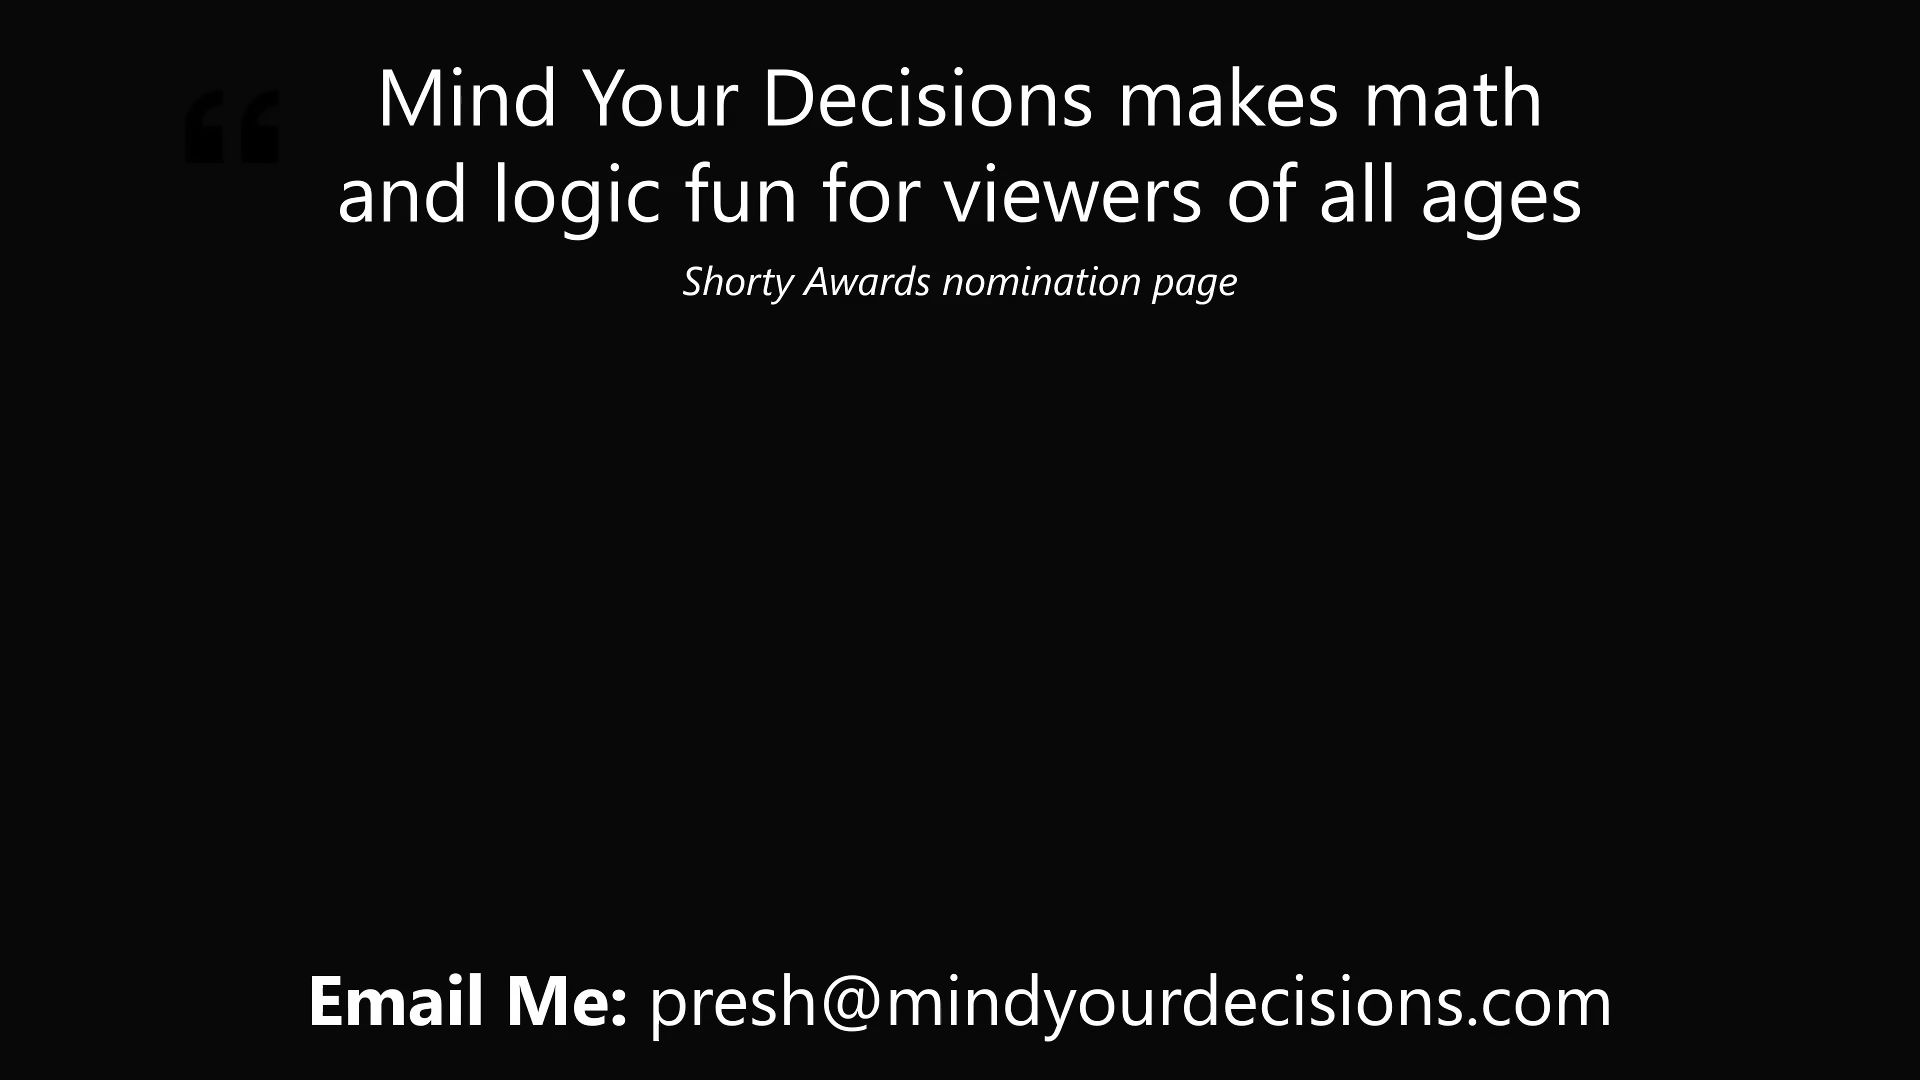 “
Mind Your Decisions makes math
and logic fun for viewers of all ages
Shorty Awards nomination page
Email Me: presh@mindyourdecisions.com